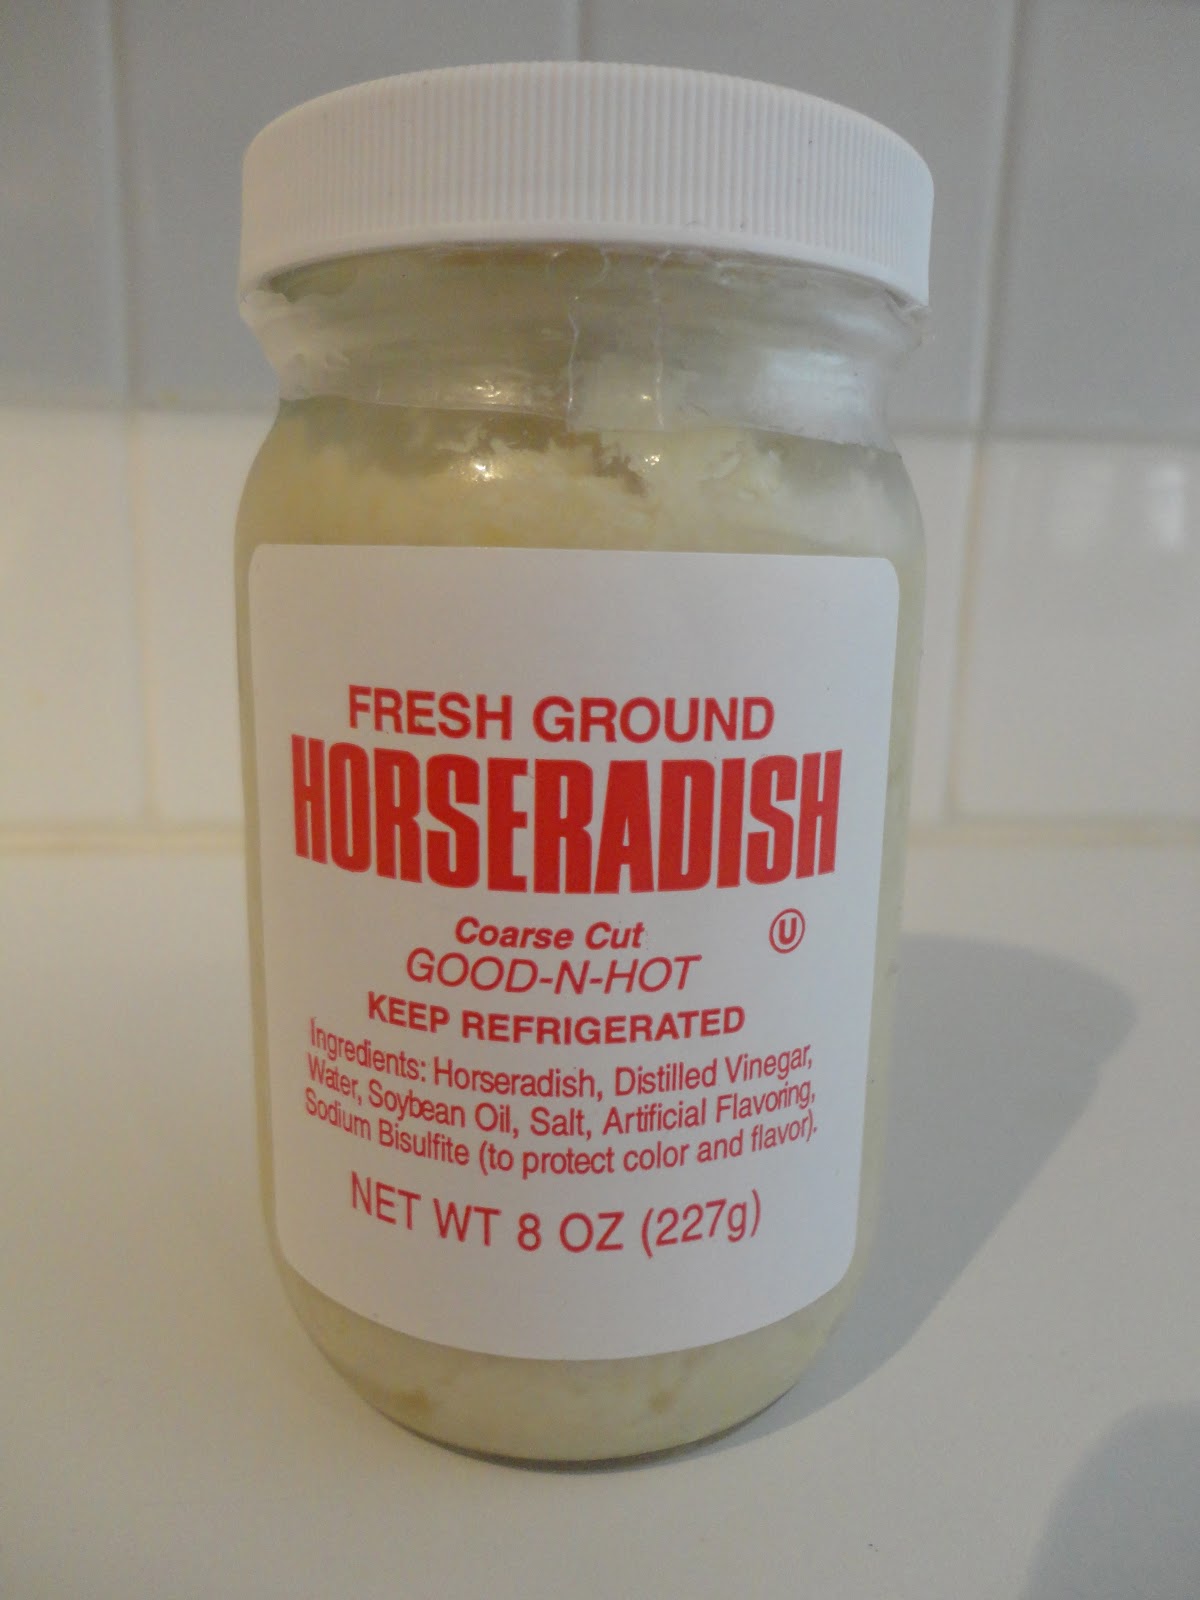 FRESH GROUND
HORSERADISH
Coarse Cut
U
GOOD-N-HOT
KEEP REFRIGERATED
Ingredients: Horseradish, Distilled Vinegar,
Water, Soybean Oil, Salt, Artificial Flavoring,
Sodium Bisulfite (to protect color and flavor).
NET WT 8 OZ (227g)